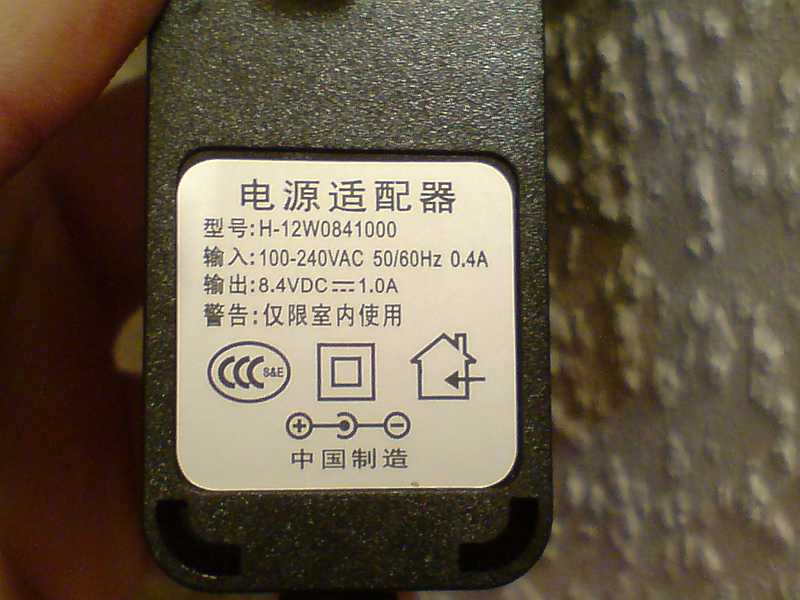 电源适配器
型号:H-12W0841000
输入:100-240VAC 50/60Hz 0.4A
输出:8.4VDC⎓1.0A
警告:仅限室内使用
CCC S&E
中国制造